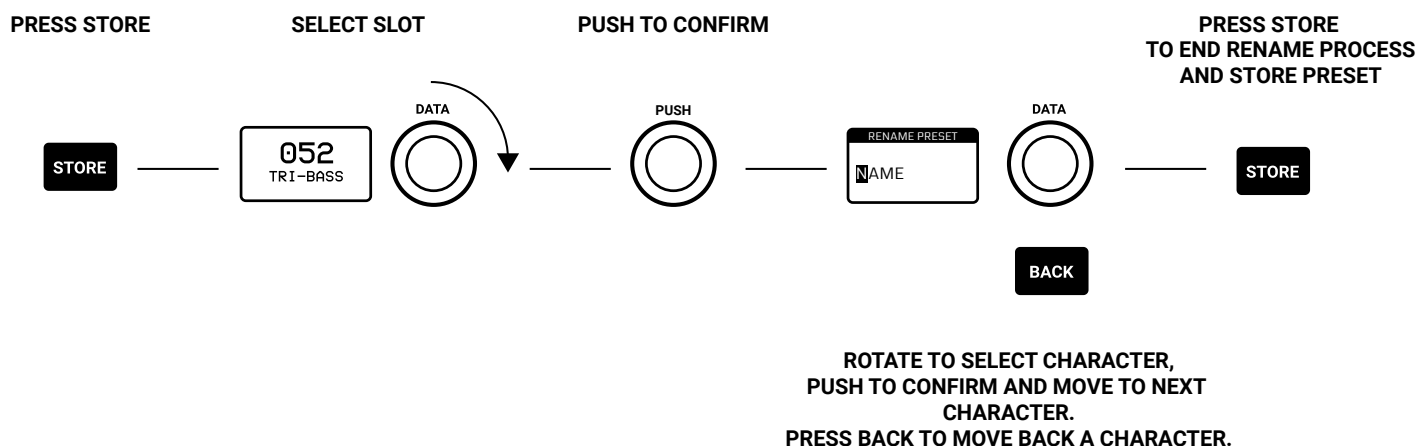 PRESS STORE
SELECT SLOT
PUSH TO CONFIRM
PRESS STORE
TO END RENAME PROCESS
AND STORE PRESET
STORE
052
TRI-BASS
DATA
PUSH
RENAME PRESET
NAME
DATA
BACK
STORE
ROTATE TO SELECT CHARACTER,
PUSH TO CONFIRM AND MOVE TO NEXT
CHARACTER.
PRESS BACK TO MOVE BACK A CHARACTER.